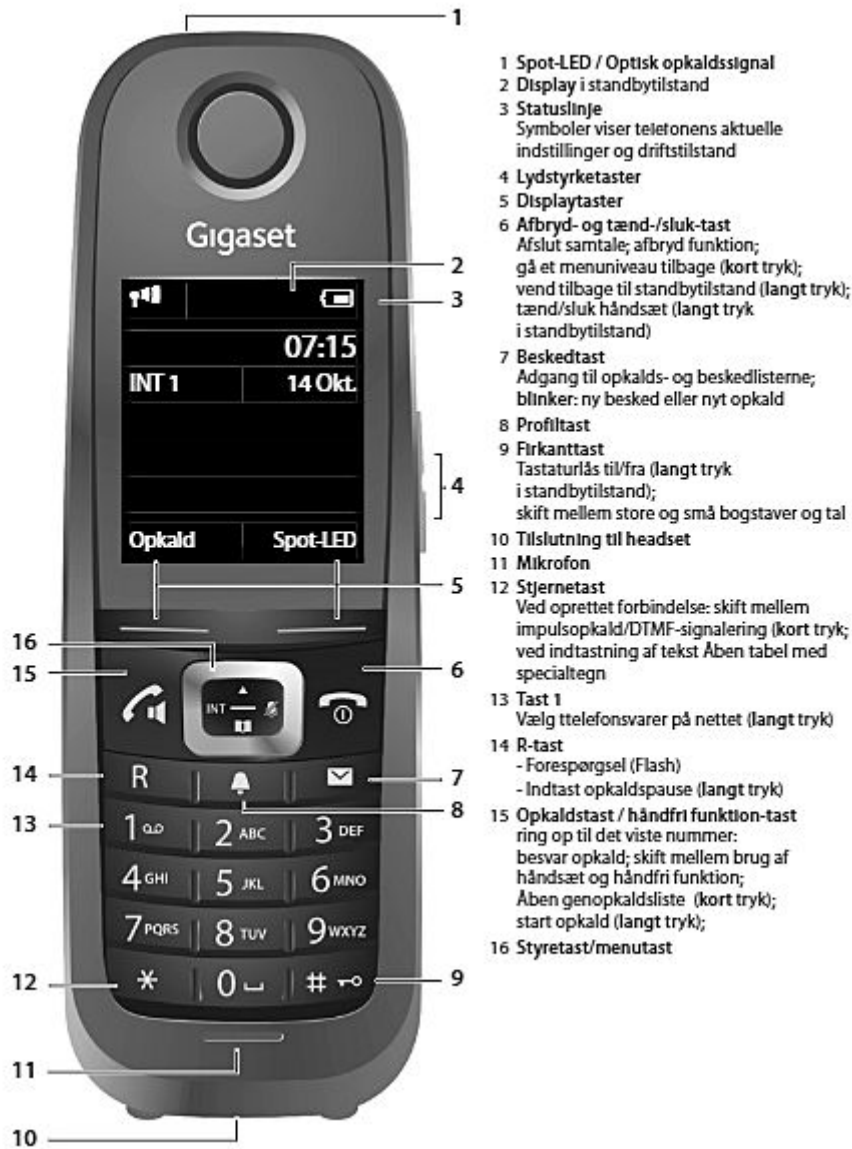 1
Gigaset
2
3
07:15
INT 1 14 Okt.
4
Opkald Spot-LED
5
16
15
6
INT
14 R 7
8
13 1 2 ABC 3 DEF
4 GHI 5 JKL 6 MNO
7 PQRS 8 TUV 9 WXYZ
12 * 0 # 9
11
10
1 Spot-LED / Optisk opkaldssignal
2 Display i standbytilstand
3 Statuslinje
Symboler viser telefonens aktuelle
indstillinger og driftstilstand
4 Lydstyrketaster
5 Displaytaster
6 Afbryd- og tænd-/sluk-tast
Afslut samtale; afbryd funktion;
gå et menuniveau tilbage (kort tryk);
vend tilbage til standbytilstand (langt tryk);
tænd/sluk håndsæt (langt tryk
i standbytilstand)
7 Beskedtast
Adgang til opkalds- og beskedlisterne;
blinker: ny besked eller nyt opkald
8 Profiltast
9 Firkanttast
Tastaturlås til/fra (langt tryk
i standbytilstand);
skift mellem store og små bogstaver og tal
10 Tilslutning til headset
11 Mikrofon
12 Stjernetast
Ved oprettet forbindelse: skift mellem
impulsopkald/DTMF-signalering (kort tryk;
ved indtastning af tekst Åben tabel med
specialtegn
13 Tast 1
Vælg ttelefonsvarer på nettet (langt tryk)
14 R-tast
- Forespørgsel (Flash)
- Indtast opkaldspause (langt tryk)
15 Opkaldstast / håndfri funktion-tast
ring op til det viste nummer:
besvar opkald; skift mellem brug af
håndsæt og håndfri funktion;
Åben genopkaldsliste (kort tryk);
start opkald (langt tryk);
16 Styretast/menutast